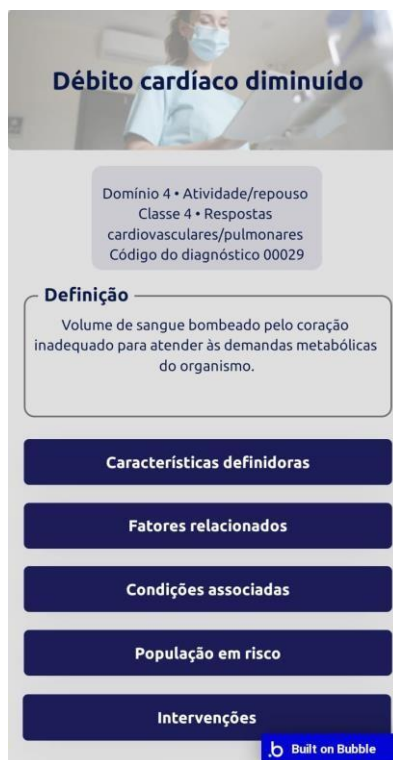 Débito cardíaco diminuído
Domínio 4 • Atividade/repouso
Classe 4 • Respostas
cardiovasculares/pulmonares
Código do diagnóstico 00029
Definição
Volume de sangue bombeado pelo coração
inadequado para atender às demandas metabólicas
do organismo.
Características definidoras
Fatores relacionados
Condições associadas
População em risco
Intervenções
b Built on Bubble